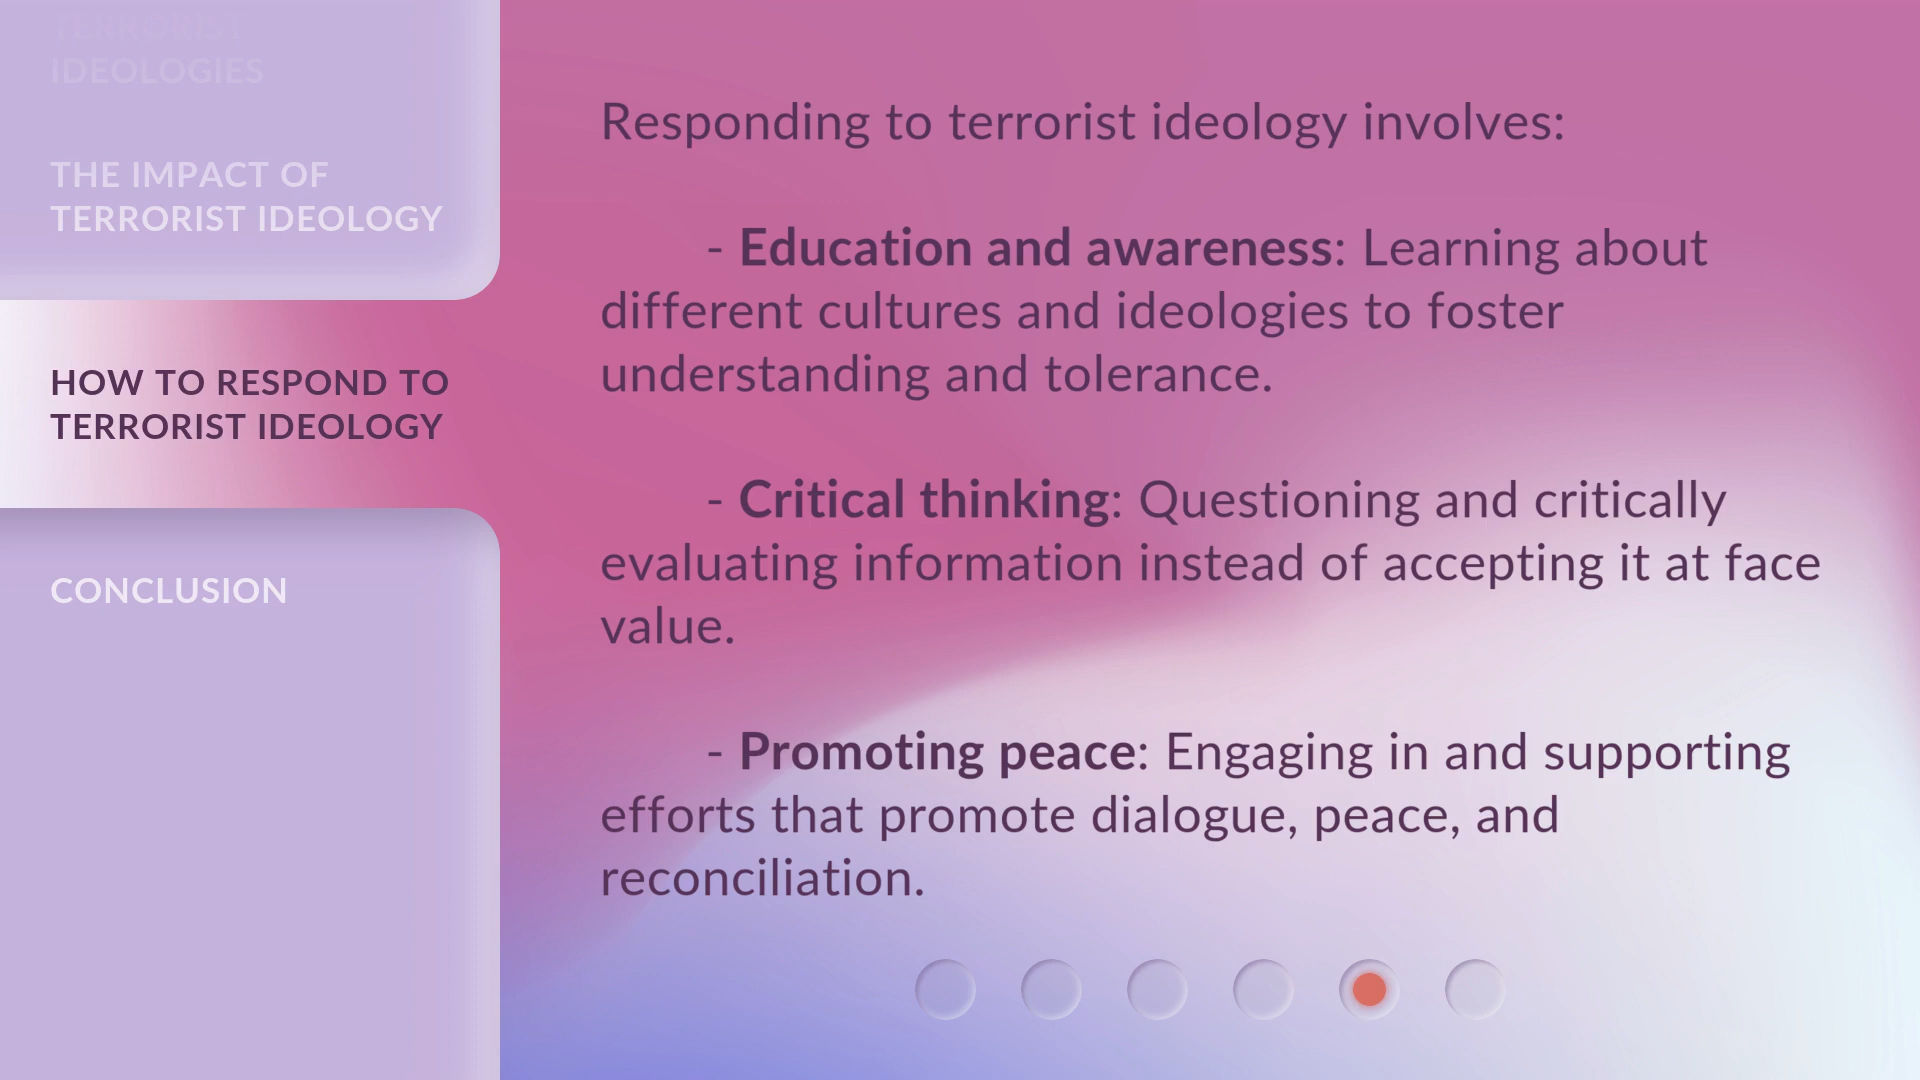 TERRORIST
IDEOLOGIES
THE IMPACT OF
TERRORIST IDEOLOGY
HOW TO RESPOND TO
TERRORIST IDEOLOGY
CONCLUSION
Responding to terrorist ideology involves:
- Education and awareness: Learning about
different cultures and ideologies to foster
understanding and tolerance.
- Critical thinking: Questioning and critically
evaluating information instead of accepting it at face
value.
- Promoting peace: Engaging in and supporting
efforts that promote dialogue, peace, and
reconciliation.